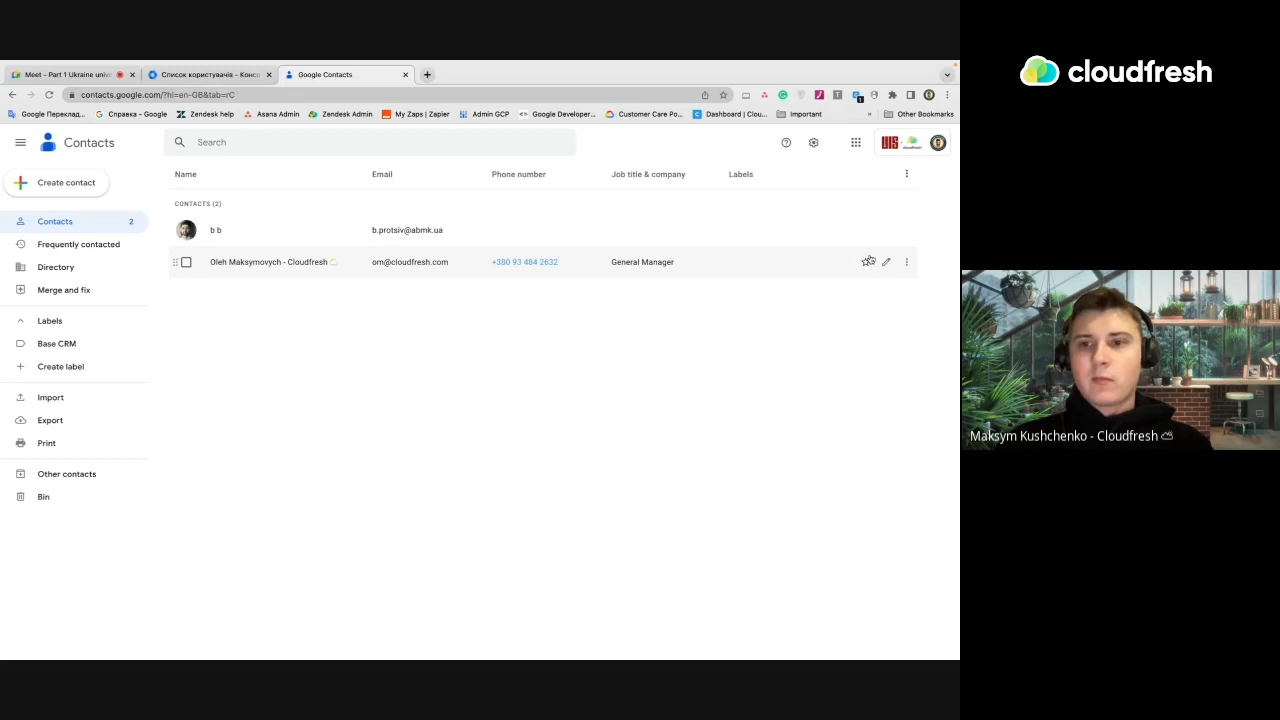 cloudfresh
Meet - Part 1 Ukraine univ
Список користувачів - Консо
Google Contacts
contacts.google.com/?hl=en-GB&tab=rC
Google Переклад...
Справка – Google
Zendesk help
Asana Admin
Zendesk Admin
My Zaps | Zapier
Admin GCP
Google Developer...
Customer Care Po...
Dashboard | Clou...
Important
»
Other Bookmarks
Contacts
Search
UIS
Create contact
Name Email Phone number Job title & company Labels
CONTACTS (2)
Contacts 2
b b b.protsiv@abmk.ua
Frequently contacted
Oleh Maksymovych - Cloudfresh om@cloudfresh.com +380 93 484 2632 General Manager
Directory
Merge and fix
Labels
Base CRM
Create label
Import
Export
Print
Other contacts
Bin
Maksym Kushchenko - Cloudfresh